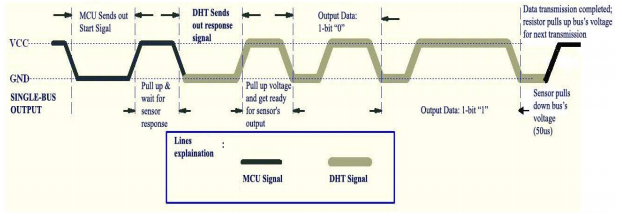 MCU Sends out
Start Sigal
DHT Sends
out response
signal
Output Data:
1-bit “0”
Data transmission completed;
resistor pulls up bus's voltage
for next transmission
VCC
GND
SINGLE-BUS
OUTPUT
Pull up &
wait for
sensor
response
Pull up voltage
and get ready
for sensor's
output
Output Data: 1-bit “1”
Sensor pulls
down bus's
voltage
(50us)
Lines
explaination
:
MCU Signal
DHT Signal